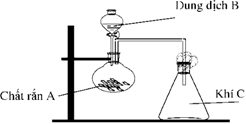 Dung dịch B
Chất rắn A
Khí C